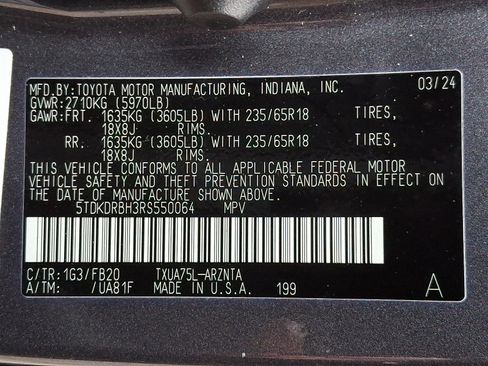 MFD.BY:TOYOTA MOTOR MANUFACTURING, INDIANA, INC. 03/24
GVWR:2710KG (5970LB)
GAWR:FRT. 1635KG (3605LB) WITH 235/65R18 TIRES,
18X8J RIMS.
RR. 1635KG (3605LB) WITH 235/65R18 TIRES,
18X8J RIMS.
THIS VEHICLE CONFORMS TO ALL APPLICABLE FEDERAL MOTOR
VEHICLE SAFETY AND THEFT PREVENTION STANDARDS IN EFFECT ON
THE DATE OF MANUFACTURE SHOWN ABOVE.
5TDKDRBH3RS550064 MPV
C/TR:1G3/FB20 TXUA75L-ARZNTA
A/TM: /UA81F MADE IN U.S.A. 199 A